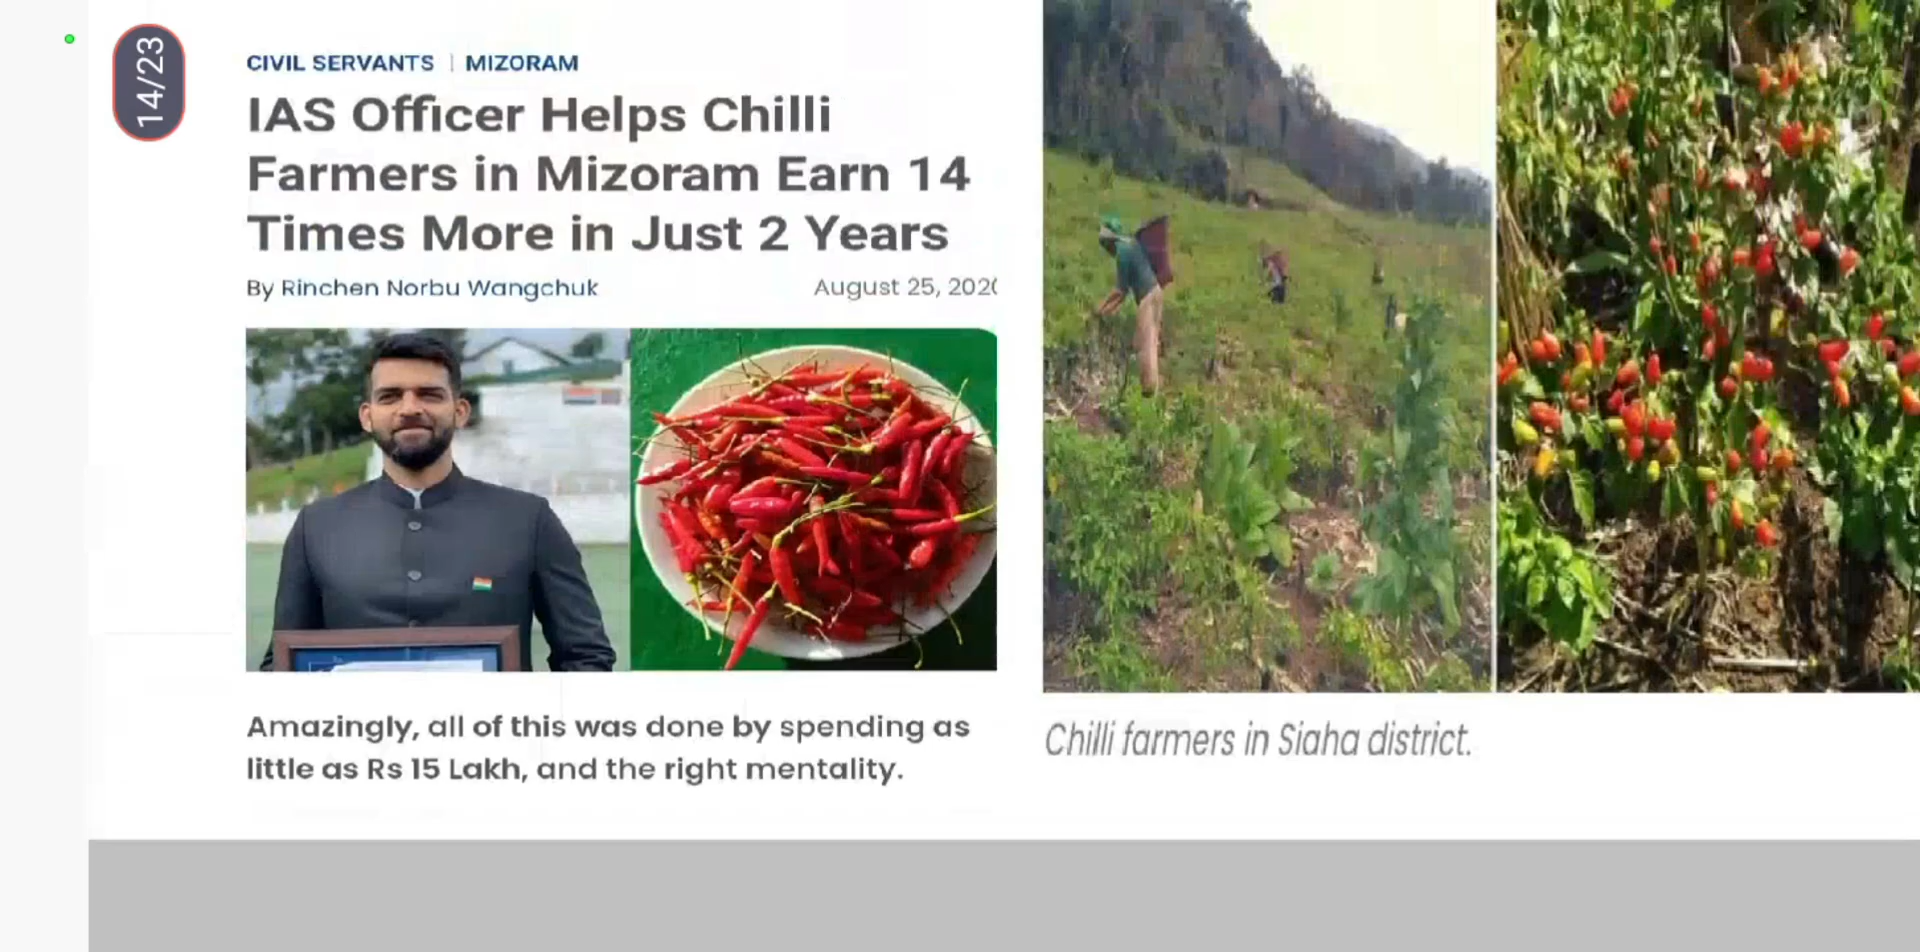 14/23
CIVIL SERVANTS | MIZORAM
IAS Officer Helps Chilli
Farmers in Mizoram Earn 14
Times More in Just 2 Years
By Rinchen Norbu Wangchuk
August 25, 2020
Amazingly, all of this was done by spending as
little as Rs 15 Lakh, and the right mentality.
Chilli farmers in Siaha district.